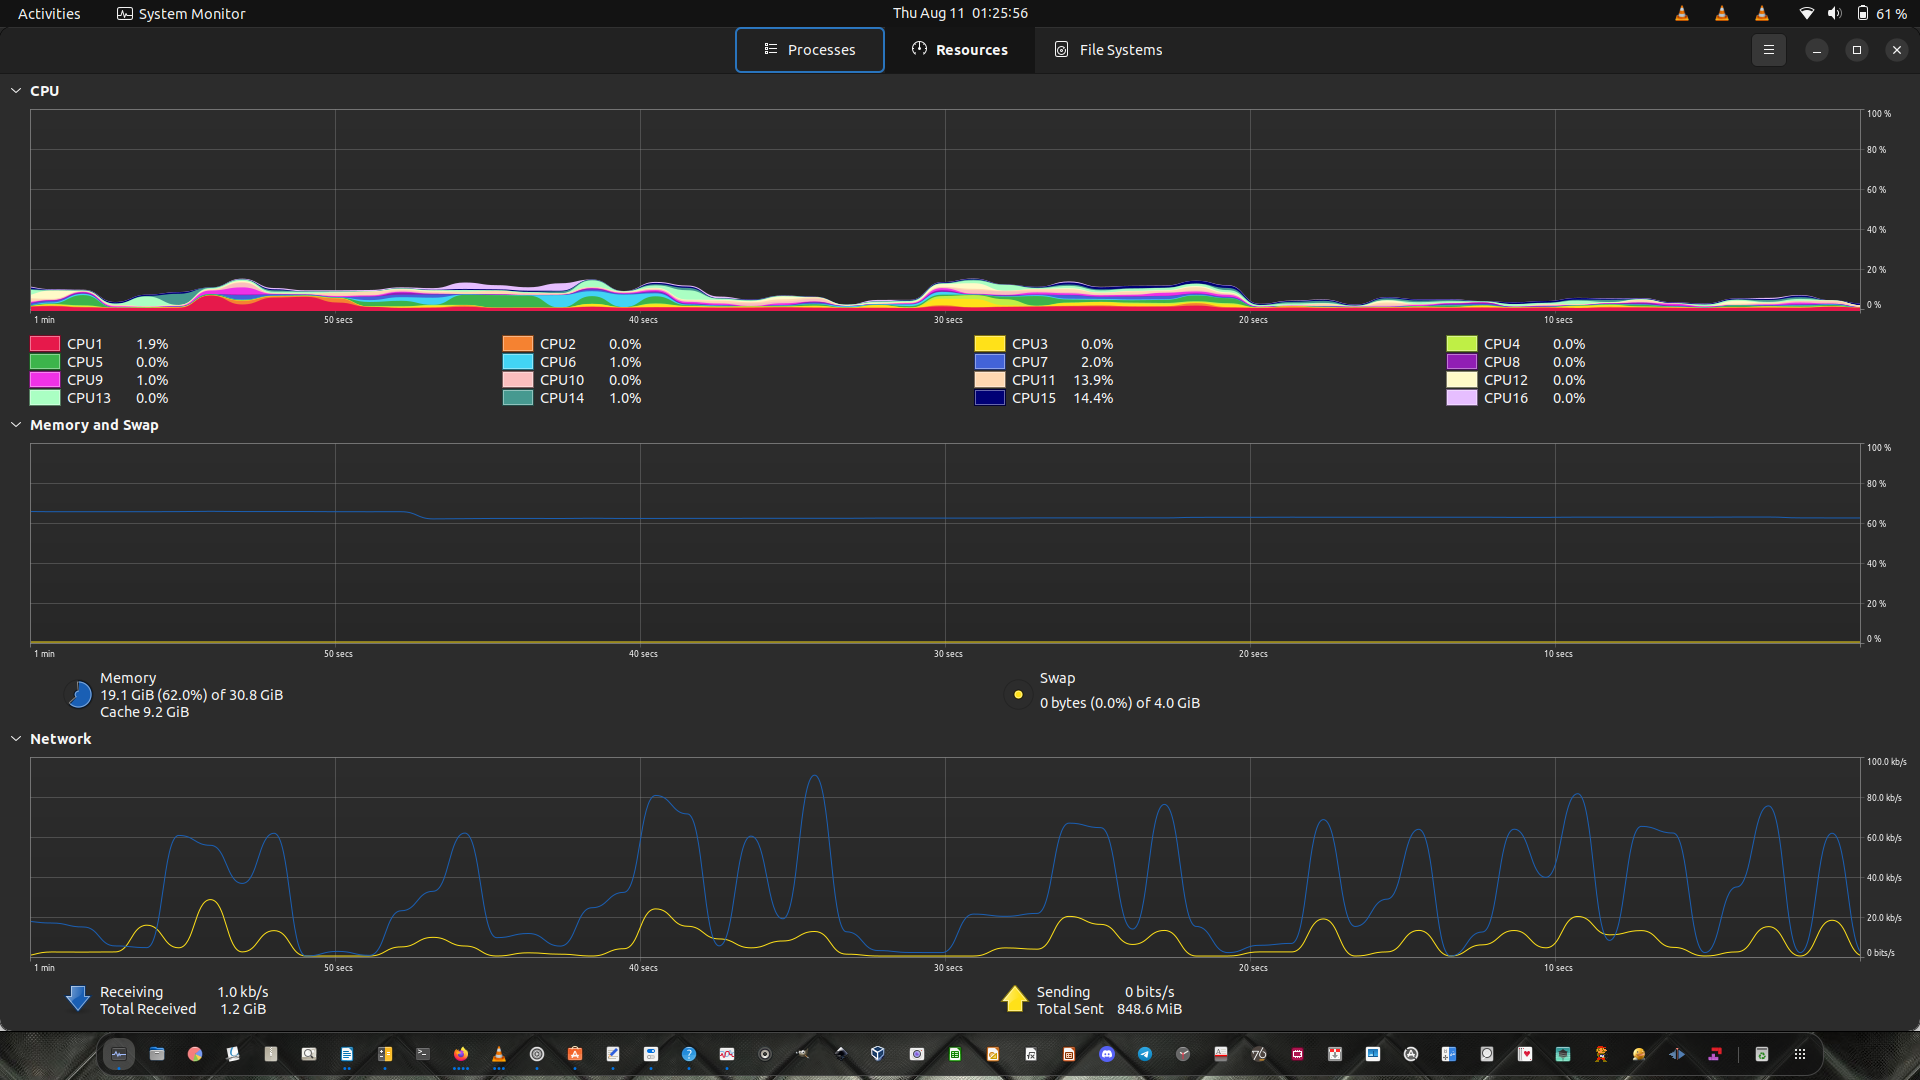 Activities System Monitor Thu Aug 11 01:25:56 61 %
Processes Resources File Systems
CPU
100 %
80 %
60 %
40 %
20 %
0 %
1 min 50 secs 40 secs 30 secs 20 secs 10 secs
CPU1 1.9% CPU2 0.0% CPU3 0.0% CPU4 0.0%
CPU5 0.0% CPU6 1.0% CPU7 2.0% CPU8 0.0%
CPU9 1.0% CPU10 0.0% CPU11 13.9% CPU12 0.0%
CPU13 0.0% CPU14 1.0% CPU15 14.4% CPU16 0.0%
Memory and Swap
100 %
80 %
60 %
40 %
20 %
0 %
1 min 50 secs 40 secs 30 secs 20 secs 10 secs
Memory Swap
19.1 GiB (62.0%) of 30.8 GiB 0 bytes (0.0%) of 4.0 GiB
Cache 9.2 GiB
Network
100.0 kb/s
80.0 kb/s
60.0 kb/s
40.0 kb/s
20.0 kb/s
0 bits/s
1 min 50 secs 40 secs 30 secs 20 secs 10 secs
Receiving 1.0 kb/s Sending 0 bits/s
Total Received 1.2 GiB Total Sent 848.6 MiB
76